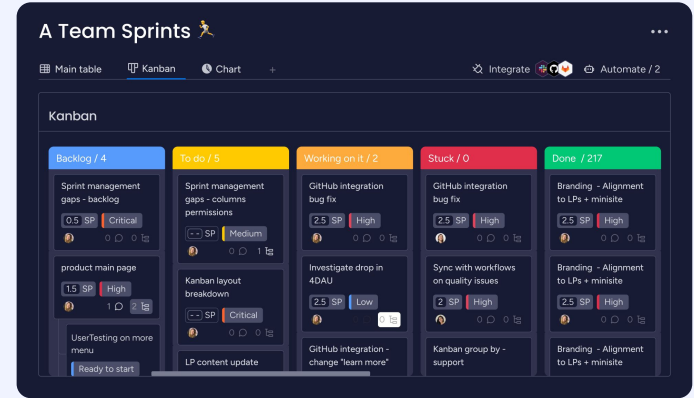 A Team Sprints
Main table
Kanban
Chart
+
Integrate
Automate / 2
Kanban
Backlog / 4
Sprint management
gaps - backlog
0.5 SP Critical
0 0
product main page
1.5 SP High
1 2
UserTesting on more
menu
Ready to start
To do / 5
Sprint management
gaps - columns
permissions
-- SP Medium
0 1
Kanban layout
breakdown
-- SP Critical
0 0
LP content update
Working on it / 2
GitHub integration
bug fix
2.5 SP High
0 0
Investigate drop in
4DAU
2.5 SP Low
0
GitHub integration -
change "learn more"
Stuck / 0
GitHub integration
bug fix
2.5 SP High
0 0
Sync with workflows
on quality issues
2 SP High
0 0
Kanban group by -
support
Done / 217
Branding - Alignment
to LPs + minisite
2.5 SP High
0 0
Branding - Alignment
to LPs + minisite
2.5 SP High
0 0
Branding - Alignment
to LPs + minisite